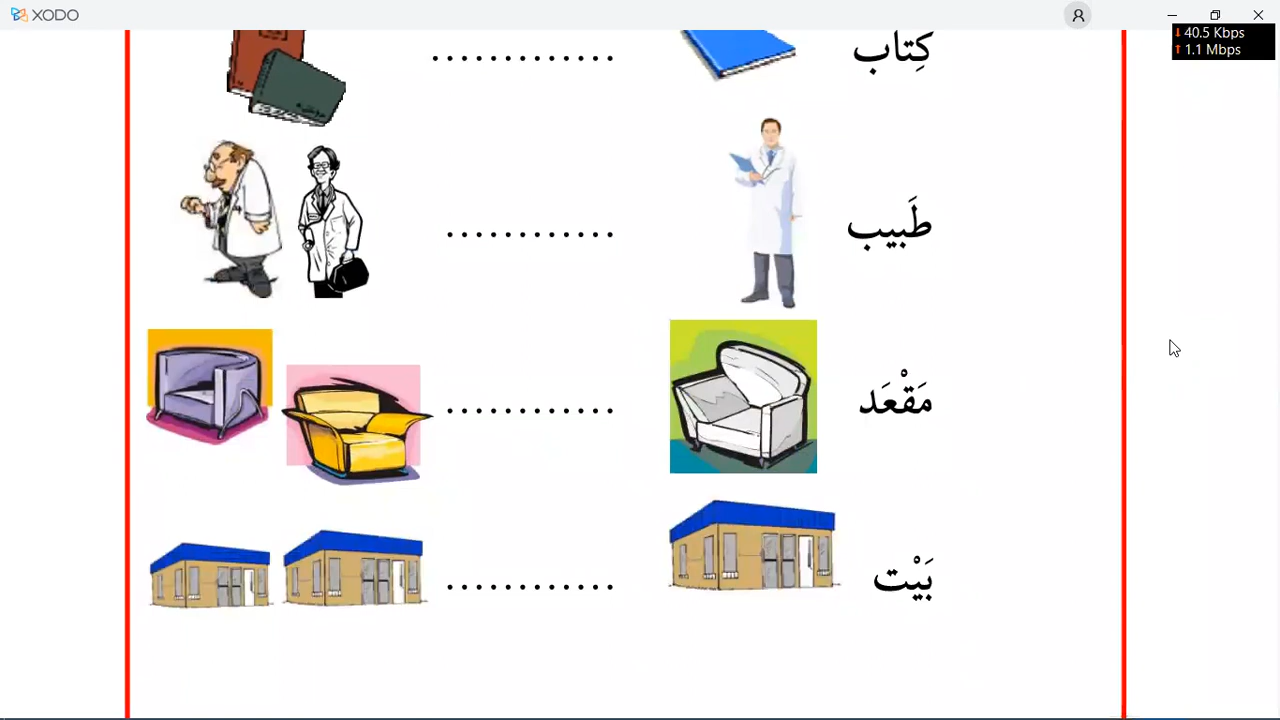 XODO
40.5 Kbps
1.1 Mbps
كِتاب .............
طَبيب ............
مَقْعَد ............
بَيْت ............